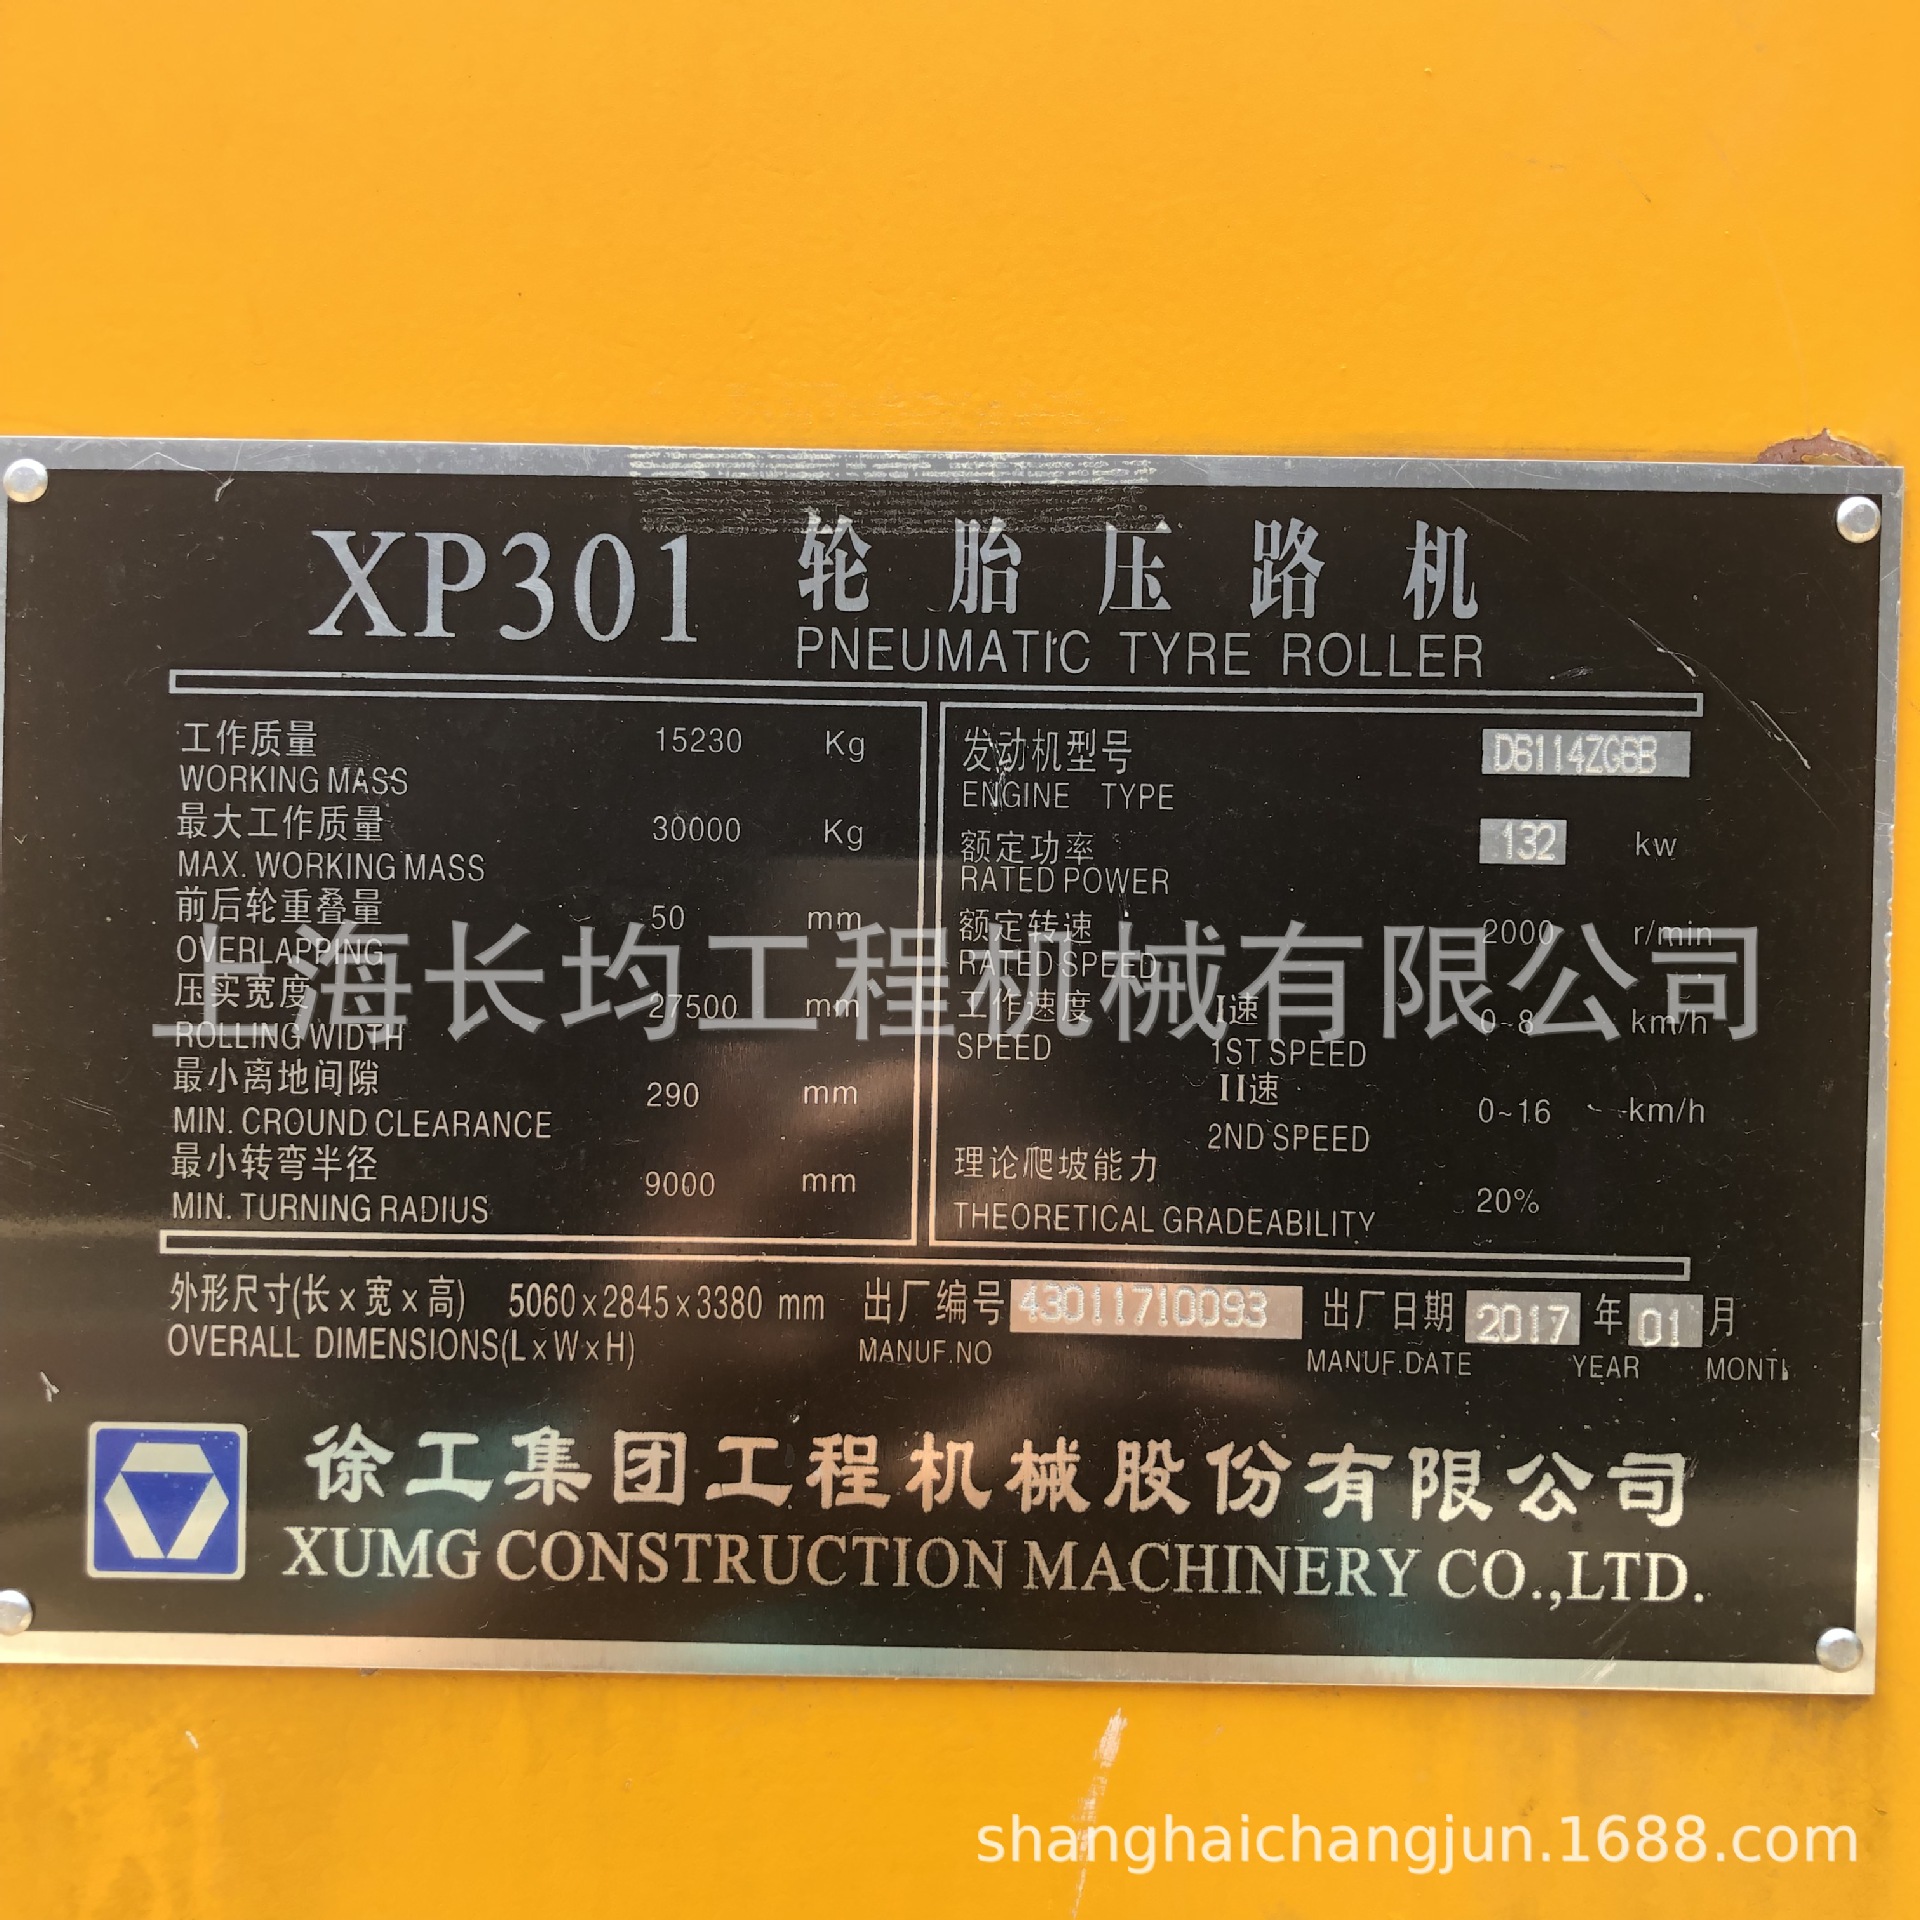 XP301 轮胎压路机
PNEUMATIC TYRE ROLLER
工作质量 15230 Kg
WORKING MASS
最大工作质量 30000 Kg
MAX. WORKING MASS
前后轮重叠量 50 mm
OVERLAPPING
压实宽度 27500 mm
ROLLING WIDTH
最小离地间隙 290 mm
MIN. CROUND CLEARANCE
最小转弯半径 9000 mm
MIN. TURNING RADIUS
发动机型号 D6114ZG6B
ENGINE TYPE
额定功率 132 kw
RATED POWER
额定转速 2000 r/min
RATED SPEED
工作速度 I速 0~8 km/h
SPEED 1ST SPEED
II速 0~16 km/h
2ND SPEED
理论爬坡能力 20%
THEORETICAL GRADEABILITY
外形尺寸(长×宽×高) 5060×2845×3380 mm 出厂编号 43011710093 出厂日期 2017 年 01 月
OVERALL DIMENSIONS(L×W×H) MANUF.NO MANUF.DATE YEAR MONTH
徐工集团工程机械股份有限公司
XUMG CONSTRUCTION MACHINERY CO.,LTD.
上海长均工程机械有限公司
shanghaichangjun.1688.com